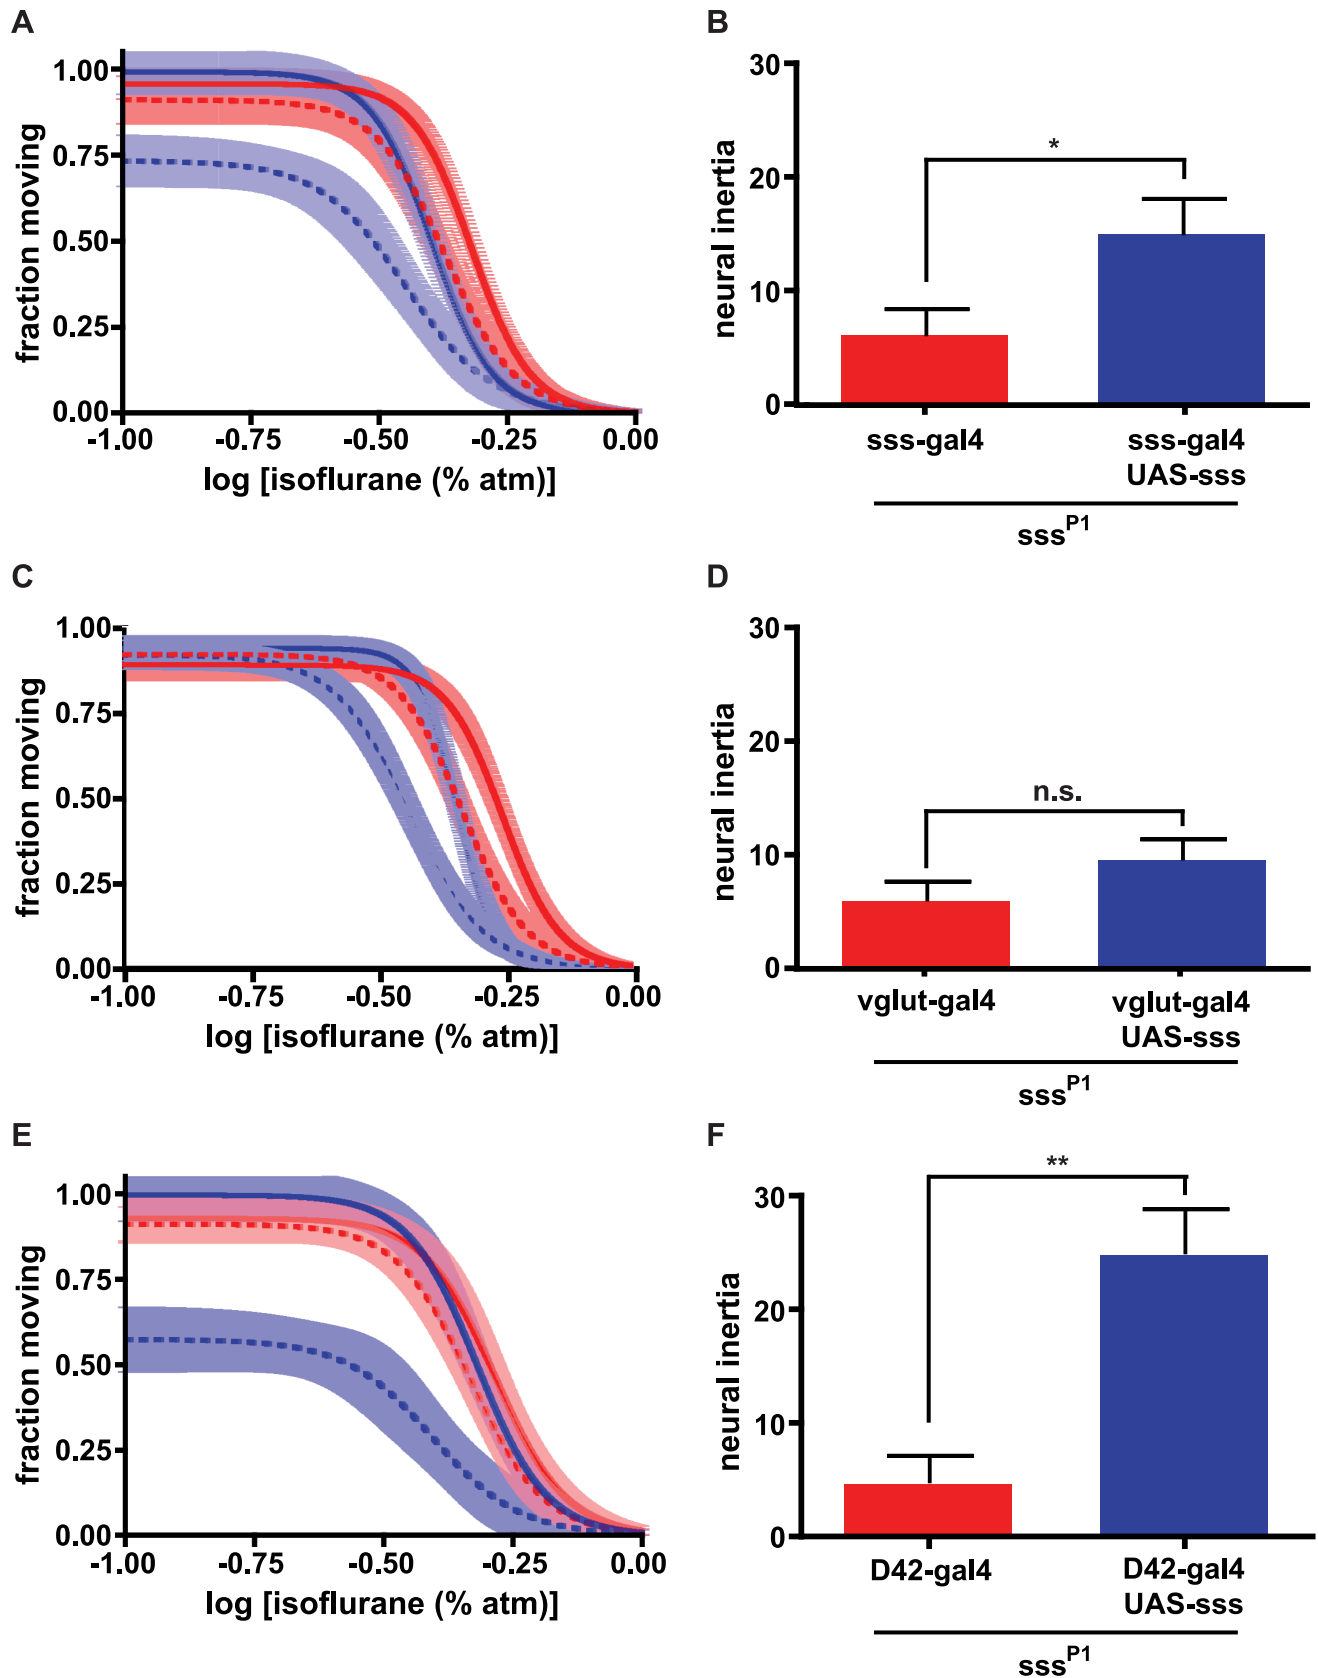 A
1.00
0.75
0.50
0.25
0.00
fraction moving
-1.00 -0.75 -0.50 -0.25 0.00
log [isoflurane (% atm)]
B
30
20
10
0
neural inertia
*
sss-gal4
sss-gal4
UAS-sss
sssP1
C
1.00
0.75
0.50
0.25
0.00
fraction moving
-1.00 -0.75 -0.50 -0.25 0.00
log [isoflurane (% atm)]
D
30
20
10
0
neural inertia
n.s.
vglut-gal4
vglut-gal4
UAS-sss
sssP1
E
1.00
0.75
0.50
0.25
0.00
fraction moving
-1.00 -0.75 -0.50 -0.25 0.00
log [isoflurane (% atm)]
F
30
20
10
0
neural inertia
**
D42-gal4
D42-gal4
UAS-sss
sssP1